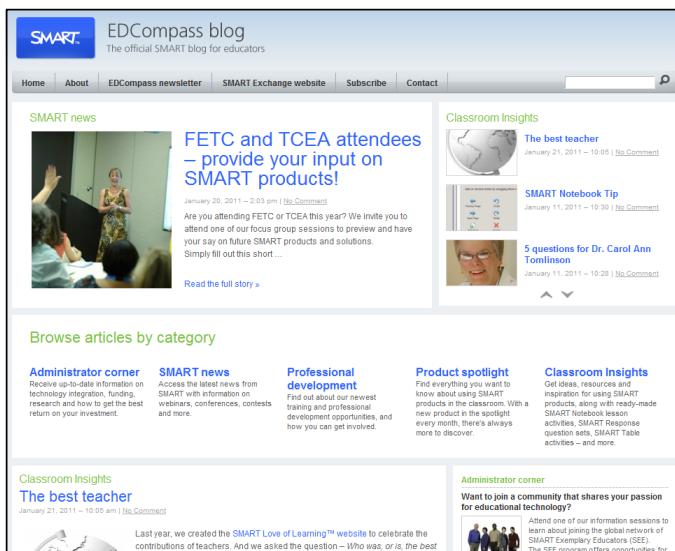 SMART
EDCompass blog
The official SMART blog for educators
Home About EDCompass newsletter SMART Exchange website Subscribe Contact
SMART news
FETC and TCEA attendees
– provide your input on
SMART products!
January 20, 2011 – 2:03 pm | No Comment
Are you attending FETC or TCEA this year? We invite you to
attend one of our focus group sessions to preview and have
your say on future SMART products and solutions.
Simply fill out this short ...
Read the full story »
Classroom Insights
The best teacher
January 21, 2011 – 10:05 | No Comment
SMART Notebook Tip
January 11, 2011 – 10:30 | No Comment
5 questions for Dr. Carol Ann
Tomlinson
January 11, 2011 – 10:28 | No Comment
Browse articles by category
Administrator corner
Receive up-to-date information on
technology integration, funding,
research and how to get the best
return on your investment.
SMART news
Access the latest news from
SMART with information on
webinars, conferences, contests
and more.
Professional
development
Find out about our newest
training and professional
development opportunities, and
how you can get involved.
Product spotlight
Find everything you want to
know about using SMART
products in the classroom. With a
new product in the spotlight
every month, there's always
more to discover.
Classroom Insights
Get ideas, resources and
inspiration for using SMART
products, along with ready-made
SMART Notebook lesson
activities, SMART Response
question sets, SMART Table
activities – and more.
Classroom Insights
The best teacher
January 21, 2011 – 10:05 am | No Comment
Last year, we created the SMART Love of Learning™ website to celebrate the
contributions of teachers. And we asked the question – Who was, or is, the best
Administrator corner
Want to join a community that shares your passion
for educational technology?
Attend one of our information sessions to
learn about joining the global network of
SMART Exemplary Educators (SEE).
The SEE program offers opportunities for